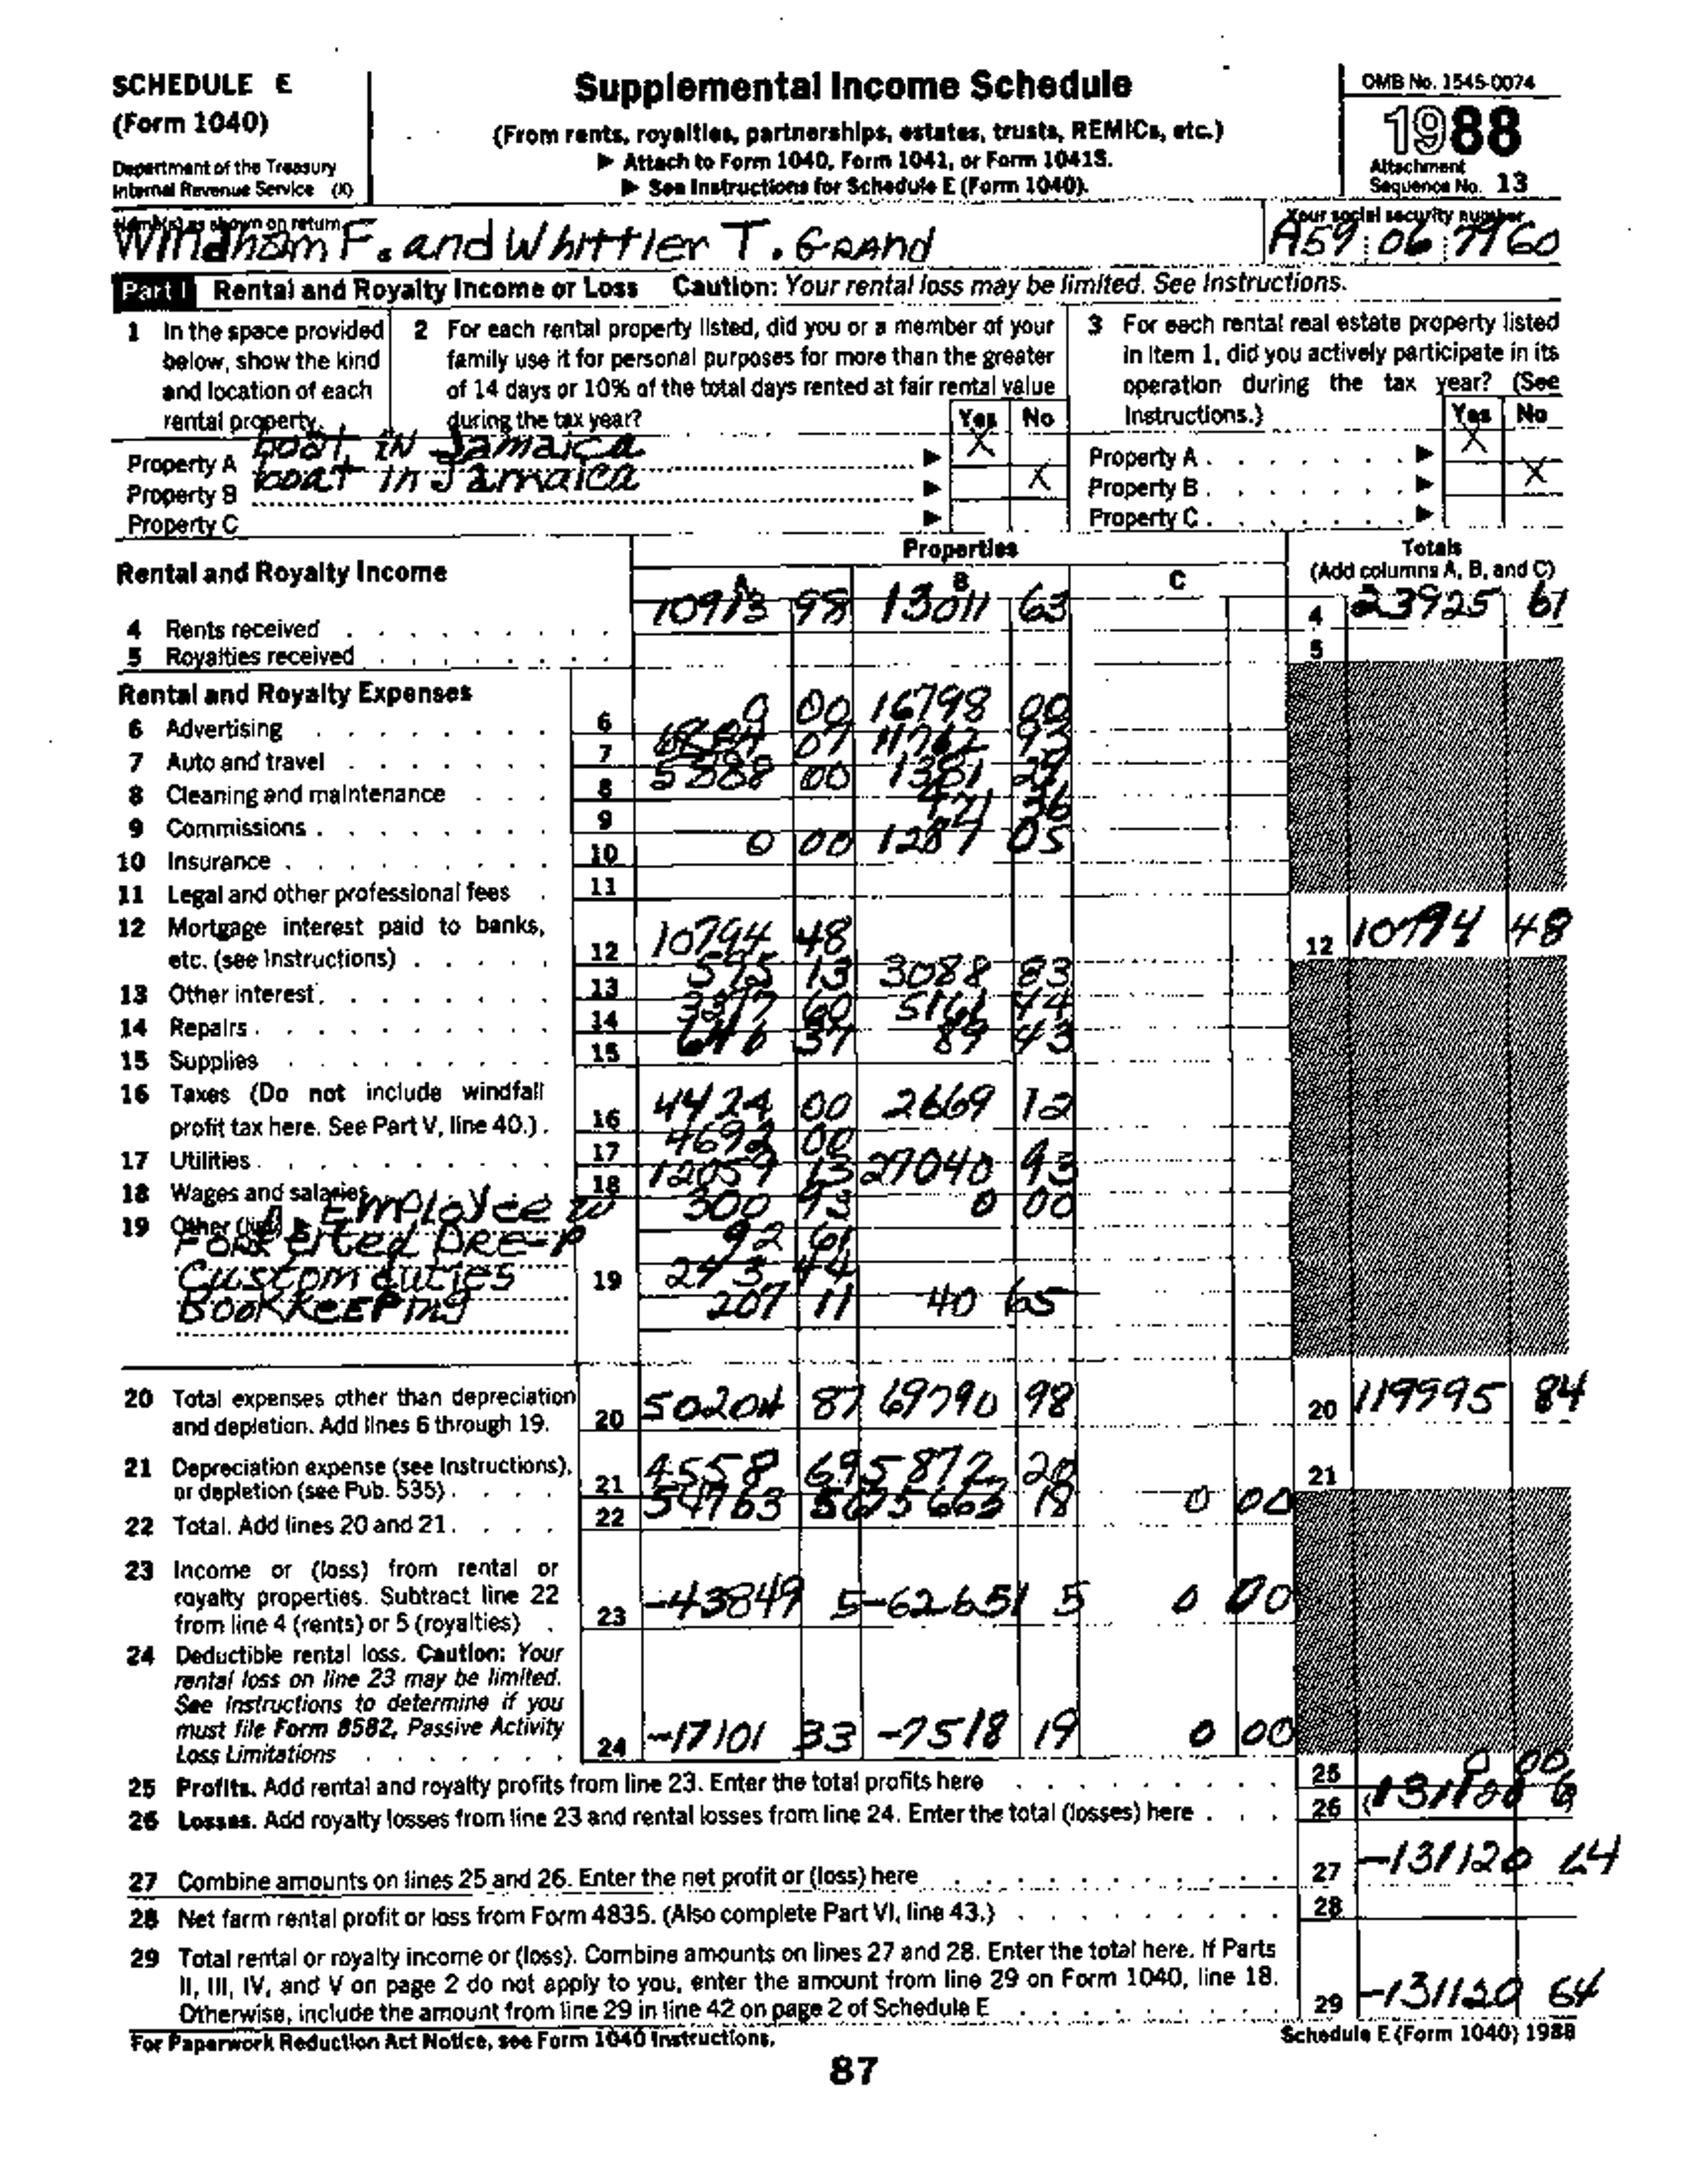 SCHEDULE E
(Form 1040)
Department of the Treasury
Internal Revenue Service (X)
Supplemental Income Schedule
(From rents, royalties, partnerships, estates, trusts, REMICs, etc.)
▶ Attach to Form 1040, Form 1041, or Form 1041S.
▶ See Instructions for Schedule E (Form 1040).
OMB No. 1545-0074
1988
Attachment
Sequence No. 13
Name(s) as shown on return
Windham F. and Whittier T. Grand
Your social security number
A59 06 7960
Part I Rental and Royalty Income or Loss Caution: Your rental loss may be limited. See Instructions.
1 In the space provided
below, show the kind
and location of each
rental property.
2 For each rental property listed, did you or a member of your
family use it for personal purposes for more than the greater
of 14 days or 10% of the total days rented at fair rental value
during the tax year?
Yes No
3 For each rental real estate property listed
in Item 1, did you actively participate in its
operation during the tax year? (See
Instructions.)
Yes No
Property A boat in Jamaica ▶ X Property A ▶ X
Property B boat in Jamaica ▶ X Property B ▶ X
Property C ▶ Property C ▶
Rental and Royalty Income
Properties
A B C
Totals
(Add columns A, B, and C)
4 Rents received 10913 98 13011 63 4 23925 61
5 Royalties received 5
Rental and Royalty Expenses
6 Advertising 6 0 00 16798 00
7 Auto and travel 7 07 11762 93
8 Cleaning and maintenance 8 5388 00 1381
9 Commissions 9 36
10 Insurance 10 0 00 1287 05
11 Legal and other professional fees 11
12 Mortgage interest paid to banks,
etc. (see Instructions) 12 10794 48 12 10794 48
13 Other interest 13 595 13 3088 83
14 Repairs 14 60 5161 44
15 Supplies 15 37 89 43
16 Taxes (Do not include windfall
profit tax here. See Part V, line 40.) 16 4424 00 2669 12
17 Utilities 17 4692 00
18 Wages and salaries 18 12059 15 27040 93
19 Other (list) ▶ Employee 300 93 0 00
Forfeited PRE-P 92 61
Custom duties 19 273 44
Bookkeeping 207 11 40 65
20 Total expenses other than depreciation
and depletion. Add lines 6 through 19. 20 50204 87 69790 98 20 119995 84
21 Depreciation expense (see Instructions),
or depletion (see Pub. 535) 21 4558 69 5872 20 21
22 Total. Add lines 20 and 21 22 54763 56 75663 18 0 00
23 Income or (loss) from rental or
royalty properties. Subtract line 22
from line 4 (rents) or 5 (royalties) 23 -43849 5 -62651 5 0 00
24 Deductible rental loss. Caution: Your
rental loss on line 23 may be limited.
See Instructions to determine if you
must file Form 8582, Passive Activity
Loss Limitations 24 -17101 33 -7518 19 0 00
25 Profits. Add rental and royalty profits from line 23. Enter the total profits here 25 0 00
26 Losses. Add royalty losses from line 23 and rental losses from line 24. Enter the total (losses) here 26 (131120 6)
27 Combine amounts on lines 25 and 26. Enter the net profit or (loss) here 27 -131120 64
28 Net farm rental profit or loss from Form 4835. (Also complete Part VI, line 43.) 28
29 Total rental or royalty income or (loss). Combine amounts on lines 27 and 28. Enter the total here. If Parts
II, III, IV, and V on page 2 do not apply to you, enter the amount from line 29 on Form 1040, line 18.
Otherwise, include the amount from line 29 in line 42 on page 2 of Schedule E 29 -131120 64
For Paperwork Reduction Act Notice, see Form 1040 Instructions.
Schedule E (Form 1040) 1988
87